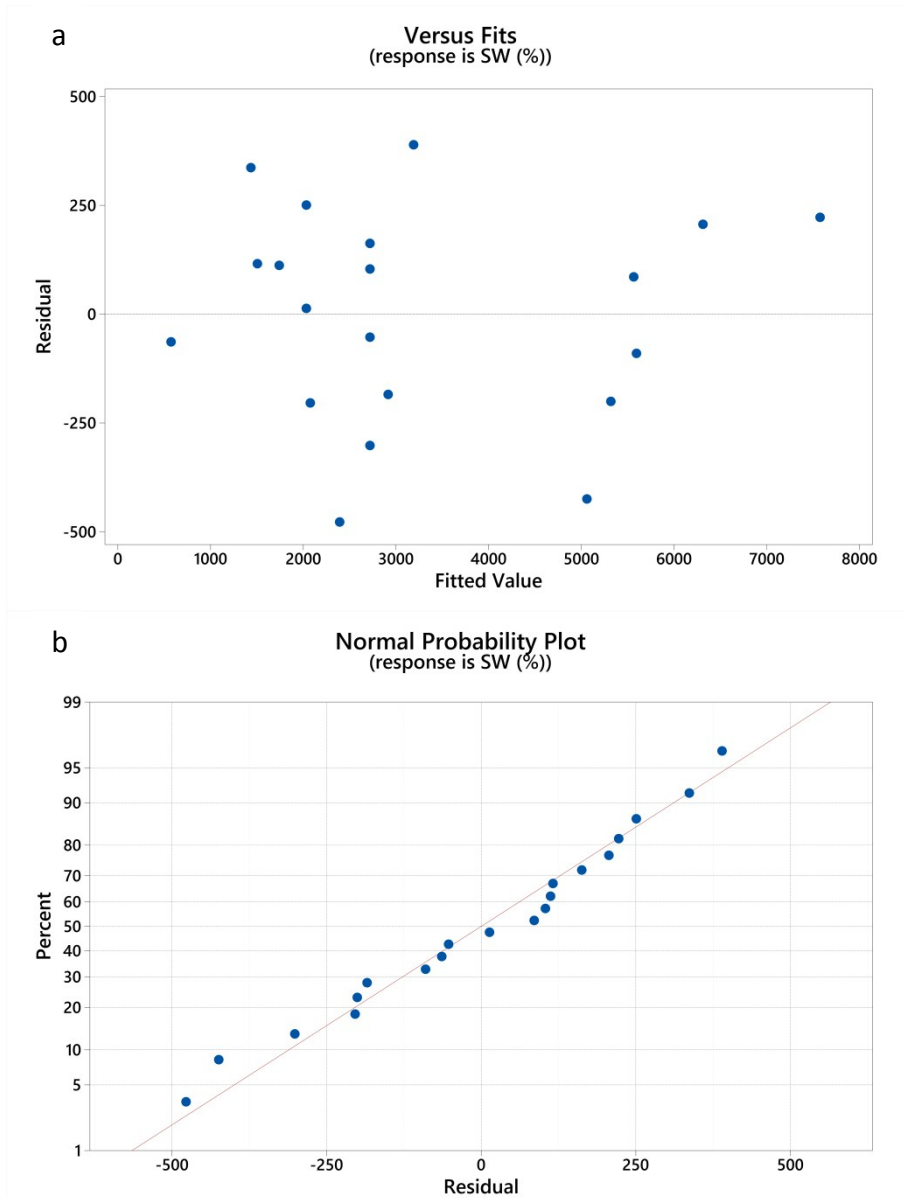 a
Versus Fits
(response is SW (%))
500
250
0
-250
-500
Residual
0 1000 2000 3000 4000 5000 6000 7000 8000
Fitted Value
b
Normal Probability Plot
(response is SW (%))
99
95
90
80
70
60
50
40
30
20
10
5
1
Percent
-500 -250 0 250 500
Residual